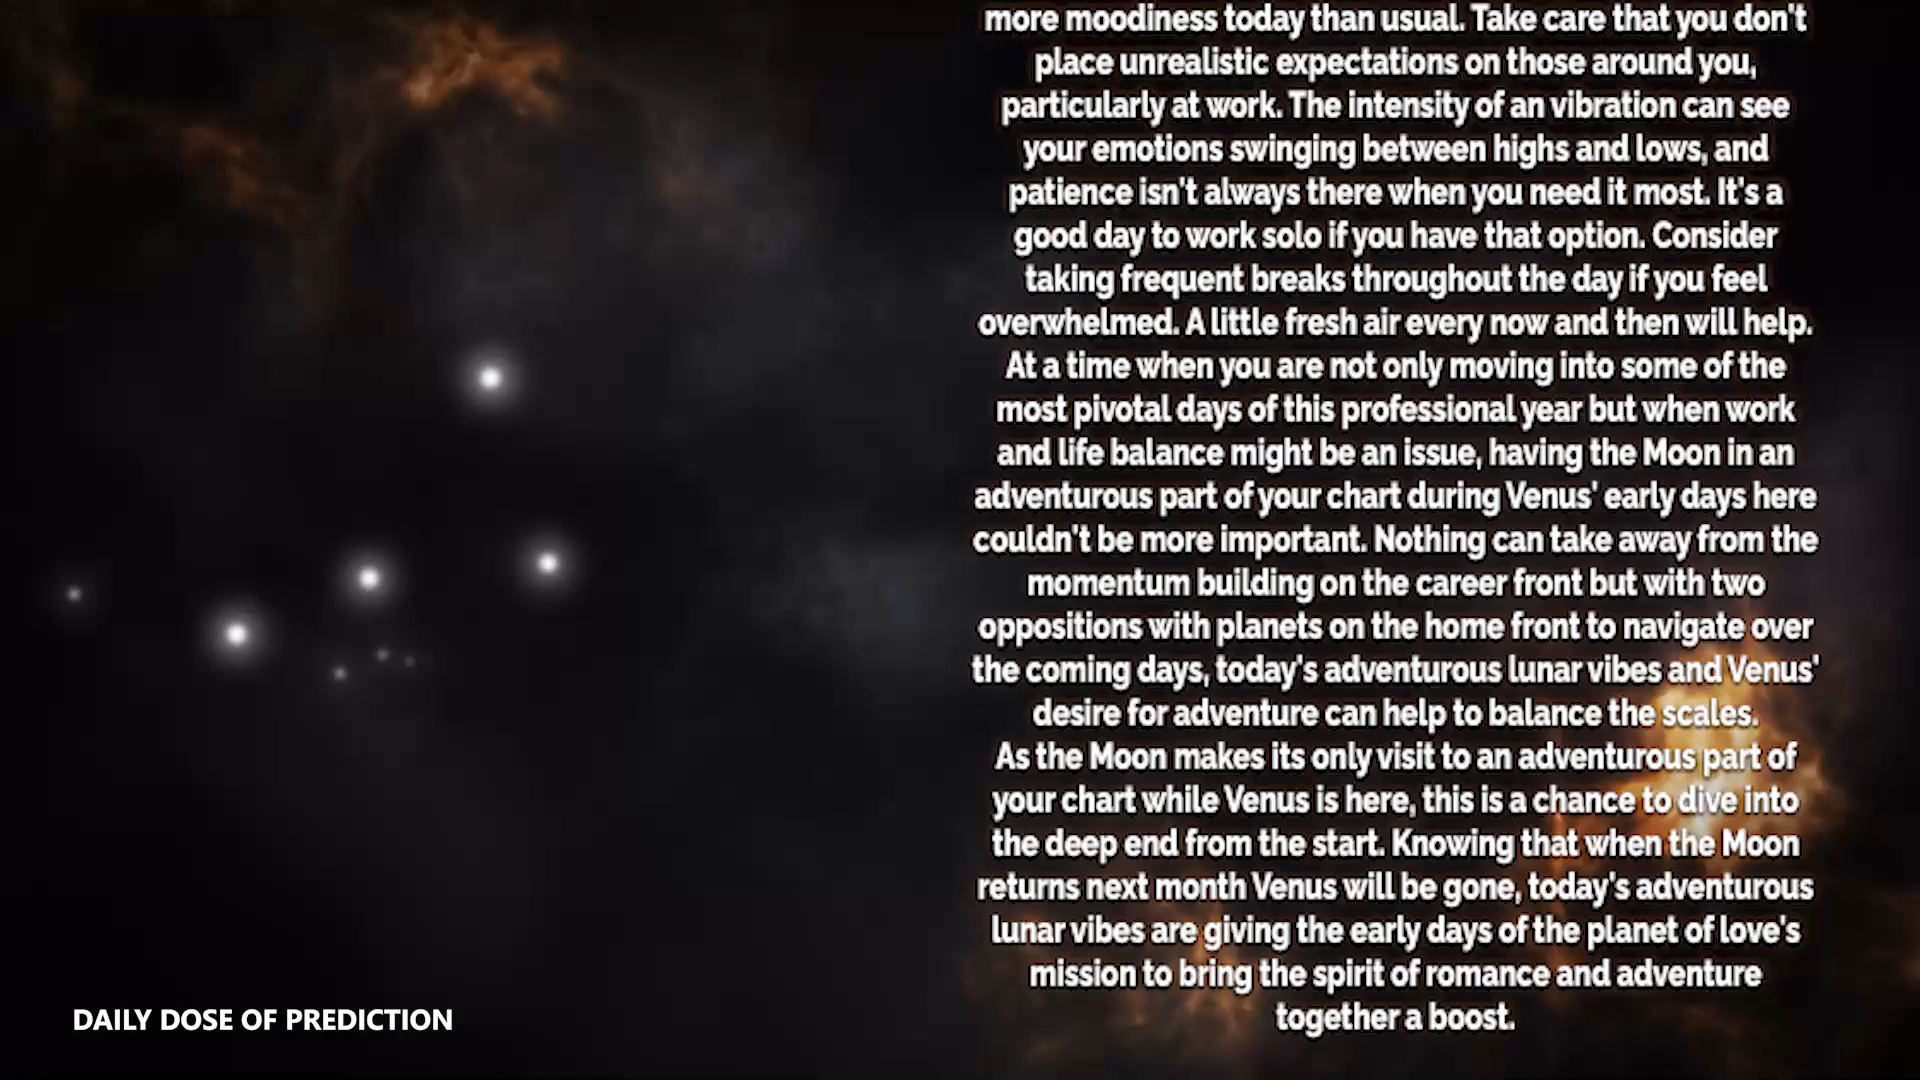 more moodiness today than usual. Take care that you don't
place unrealistic expectations on those around you,
particularly at work. The intensity of an vibration can see
your emotions swinging between highs and lows, and
patience isn't always there when you need it most. It's a
good day to work solo if you have that option. Consider
taking frequent breaks throughout the day if you feel
overwhelmed. A little fresh air every now and then will help.
At a time when you are not only moving into some of the
most pivotal days of this professional year but when work
and life balance might be an issue, having the Moon in an
adventurous part of your chart during Venus' early days here
couldn't be more important. Nothing can take away from the
momentum building on the career front but with two
oppositions with planets on the home front to navigate over
the coming days, today's adventurous lunar vibes and Venus'
desire for adventure can help to balance the scales.
As the Moon makes its only visit to an adventurous part of
your chart while Venus is here, this is a chance to dive into
the deep end from the start. Knowing that when the Moon
returns next month Venus will be gone, today's adventurous
lunar vibes are giving the early days of the planet of love's
mission to bring the spirit of romance and adventure
together a boost.
DAILY DOSE OF PREDICTION